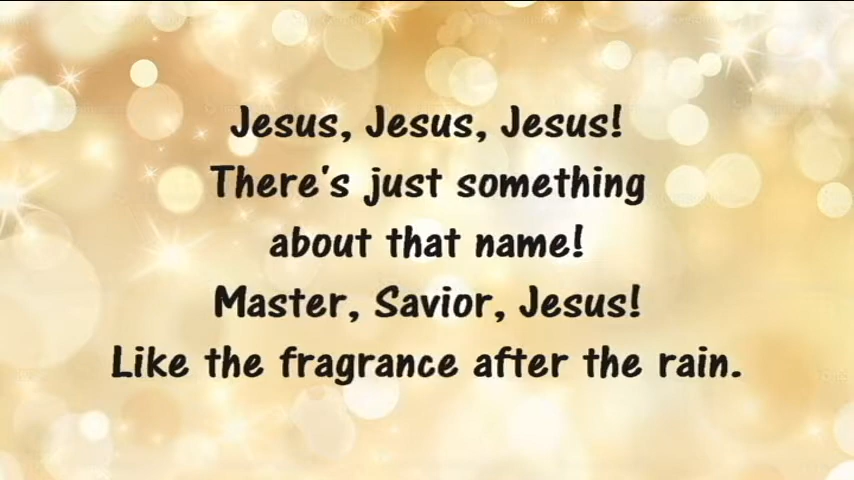 Jesus, Jesus, Jesus!
There's just something
about that name!
Master, Savior, Jesus!
Like the fragrance after the rain.